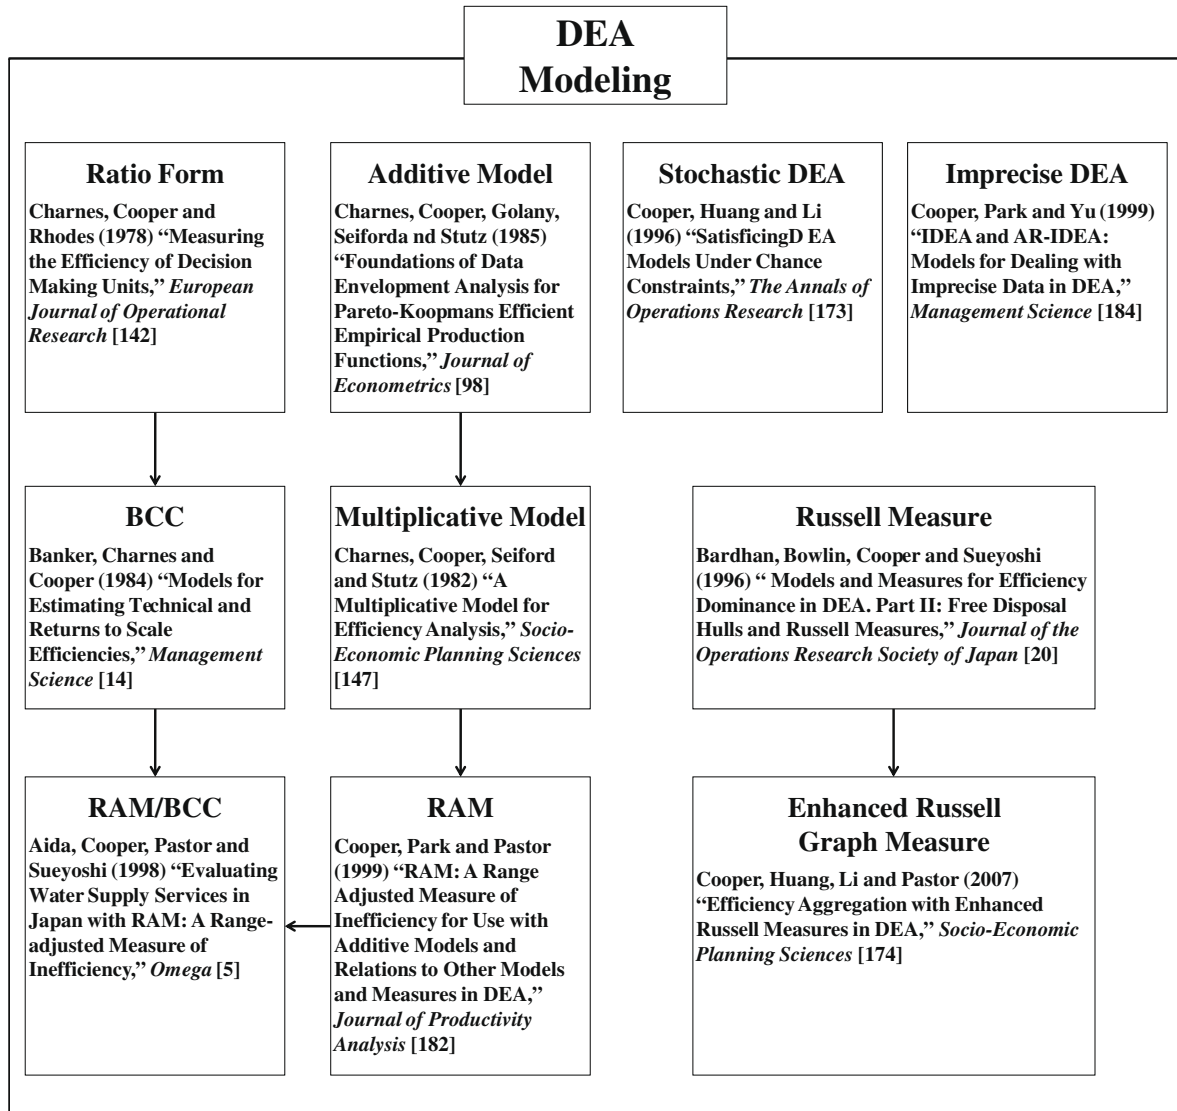 DEA
Modeling
Ratio Form
Charnes, Cooper and
Rhodes (1978) “Measuring
the Efficiency of Decision
Making Units,” European
Journal of Operational
Research [142]
Additive Model
Charnes, Cooper, Golany,
Seiforda nd Stutz (1985)
“Foundations of Data
Envelopment Analysis for
Pareto-Koopmans Efficient
Empirical Production
Functions,” Journal of
Econometrics [98]
Stochastic DEA
Cooper, Huang and Li
(1996) “SatisficingD EA
Models Under Chance
Constraints,” The Annals of
Operations Research [173]
Imprecise DEA
Cooper, Park and Yu (1999)
“IDEA and AR-IDEA:
Models for Dealing with
Imprecise Data in DEA,”
Management Science [184]
BCC
Banker, Charnes and
Cooper (1984) “Models for
Estimating Technical and
Returns to Scale
Efficiencies,” Management
Science [14]
Multiplicative Model
Charnes, Cooper, Seiford
and Stutz (1982) “A
Multiplicative Model for
Efficiency Analysis,” Socio-
Economic Planning Sciences
[147]
Russell Measure
Bardhan, Bowlin, Cooper and Sueyoshi
(1996) “ Models and Measures for Efficiency
Dominance in DEA. Part II: Free Disposal
Hulls and Russell Measures,” Journal of the
Operations Research Society of Japan [20]
RAM/BCC
Aida, Cooper, Pastor and
Sueyoshi (1998) “Evaluating
Water Supply Services in
Japan with RAM: A Range-
adjusted Measure of
Inefficiency,” Omega [5]
RAM
Cooper, Park and Pastor
(1999) “RAM: A Range
Adjusted Measure of
Inefficiency for Use with
Additive Models and
Relations to Other Models
and Measures in DEA,”
Journal of Productivity
Analysis [182]
Enhanced Russell
Graph Measure
Cooper, Huang, Li and Pastor (2007)
“Efficiency Aggregation with Enhanced
Russell Measures in DEA,” Socio-Economic
Planning Sciences [174]